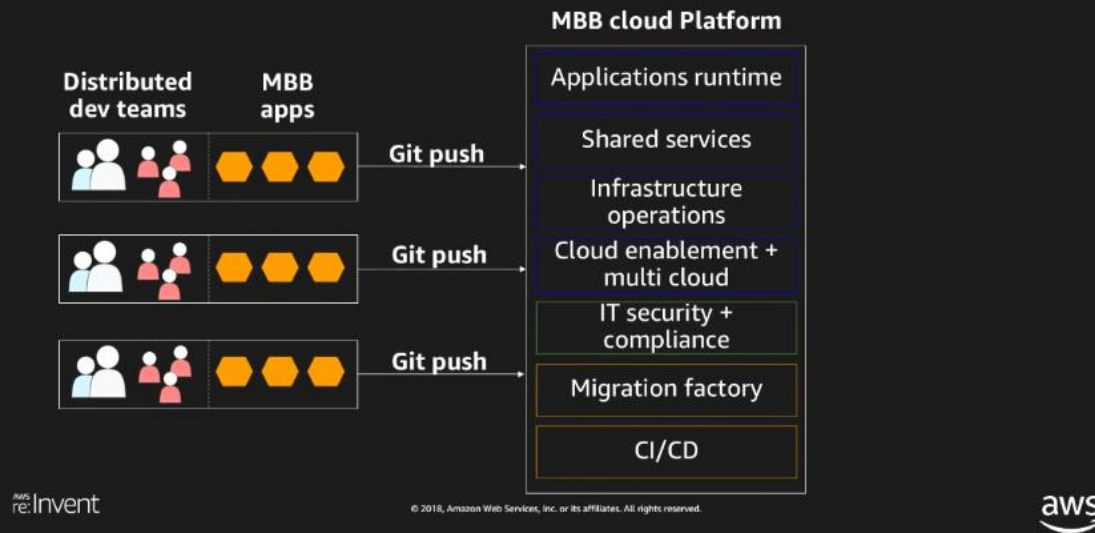 MBB cloud Platform
Distributed
dev teams
MBB
apps
Git push
Git push
Git push
Applications runtime
Shared services
Infrastructure
operations
Cloud enablement +
multi cloud
IT security +
compliance
Migration factory
CI/CD
AWS
re:Invent
© 2018, Amazon Web Services, Inc. or its affiliates. All rights reserved.
aws